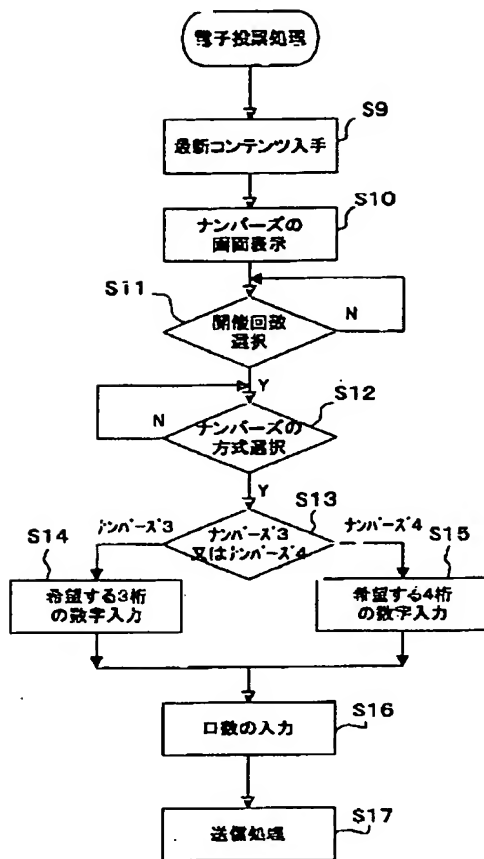 電子投票処理
S9
最新コンテンツ入手
S10
ナンバーズの
画面表示
S11
開催回数
選択
N
Y
S12
ナンバーズの
方式選択
N
Y
S13
ナンバーズ3
又はナンバーズ4
ナンバーズ3
ナンバーズ4
S14
希望する3桁
の数字入力
S15
希望する4桁
の数字入力
S16
口数の入力
S17
送信処理